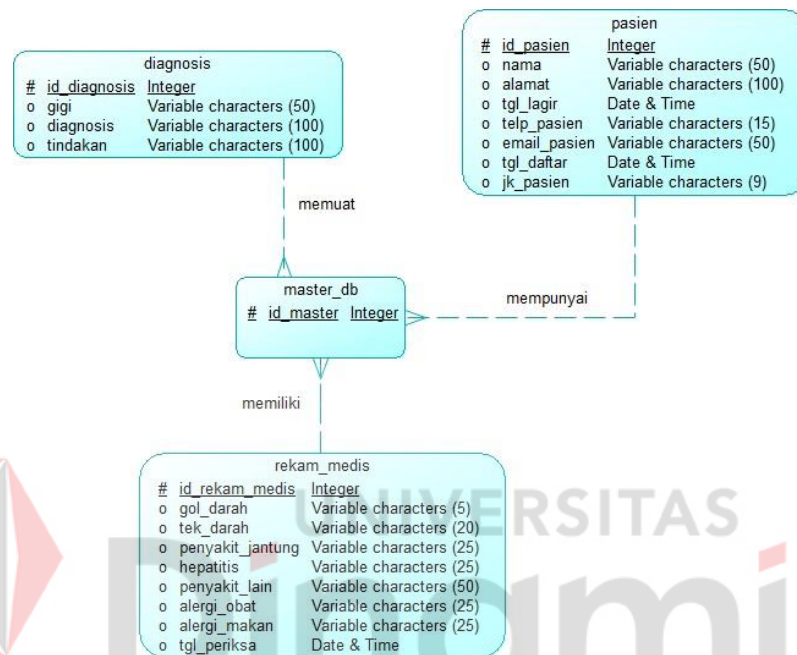 diagnosis
# id_diagnosis Integer
o gigi Variable characters (50)
o diagnosis Variable characters (100)
o tindakan Variable characters (100)
pasien
# id_pasien Integer
o nama Variable characters (50)
o alamat Variable characters (100)
o tgl_lagir Date & Time
o telp_pasien Variable characters (15)
o email_pasien Variable characters (50)
o tgl_daftar Date & Time
o jk_pasien Variable characters (9)
memuat
master_db
# id_master Integer
mempunyai
memiliki
rekam_medis
# id_rekam_medis Integer
o gol_darah Variable characters (5)
o tek_darah Variable characters (20)
o penyakit_jantung Variable characters (25)
o hepatitis Variable characters (25)
o penyakit_lain Variable characters (50)
o alergi_obat Variable characters (25)
o alergi_makan Variable characters (25)
o tgl_periksa Date & Time
UNIVERSITAS
Dinami